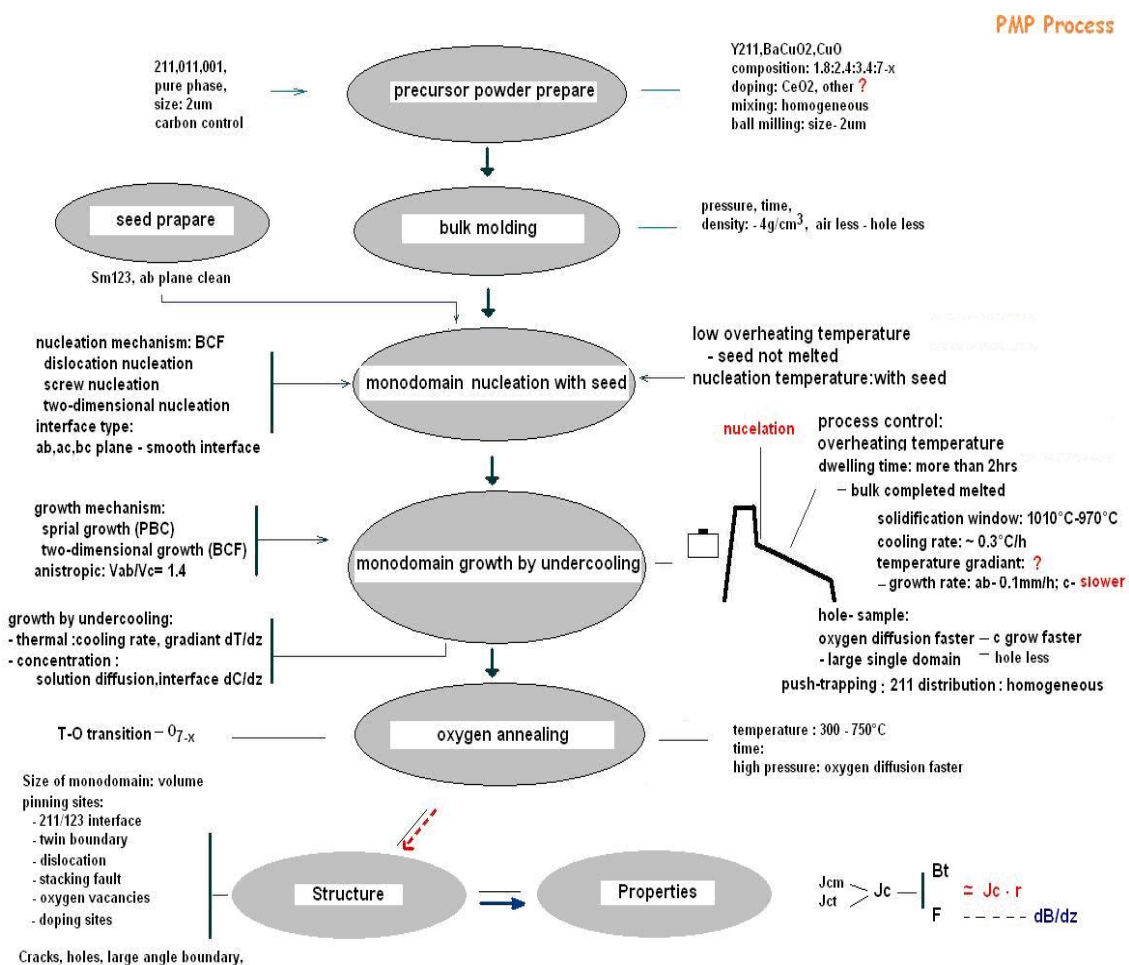 PMP Process
211,011,001,
pure phase,
size: 2um
carbon control
precursor powder prepare
Y211,BaCuO2,CuO
composition: 1.8:2.4:3.4:7-x
doping: CeO2, other ?
mixing: homogeneous
ball milling: size- 2um
seed prapare
Sm123, ab plane clean
bulk molding
pressure, time,
density: - 4g/cm³, air less - hole less
nucleation mechanism: BCF
dislocation nucleation
screw nucleation
two-dimensional nucleation
interface type:
ab,ac,bc plane - smooth interface
monodomain nucleation with seed
low overheating temperature
- seed not melted
nucleation temperature:with seed
nucelation
process control:
overheating temperature
dwelling time: more than 2hrs
– bulk completed melted
solidification window: 1010°C-970°C
cooling rate: ~ 0.3°C/h
temperature gradiant: ?
– growth rate: ab- 0.1mm/h; c- slower
growth mechanism:
sprial growth (PBC)
two-dimensional growth (BCF)
anistropic: Vab/Vc= 1.4
monodomain growth by undercooling
growth by undercooling:
- thermal :cooling rate, gradiant dT/dz
- concentration :
solution diffusion,interface dC/dz
hole- sample:
oxygen diffusion faster – c grow faster
- large single domain – hole less
push-trapping : 211 distribution : homogeneous
T-O transition – O7-x
oxygen annealing
temperature : 300 - 750°C
time:
high pressure: oxygen diffusion faster
Size of monodomain: volume
pinning sites:
- 211/123 interface
- twin boundary
- dislocation
- stacking fault
- oxygen vacancies
- doping sites
Cracks, holes, large angle boundary,
Structure
Properties
Jcm
Jct
Jc
Bt
≃ Jc · r
F
dB/dz